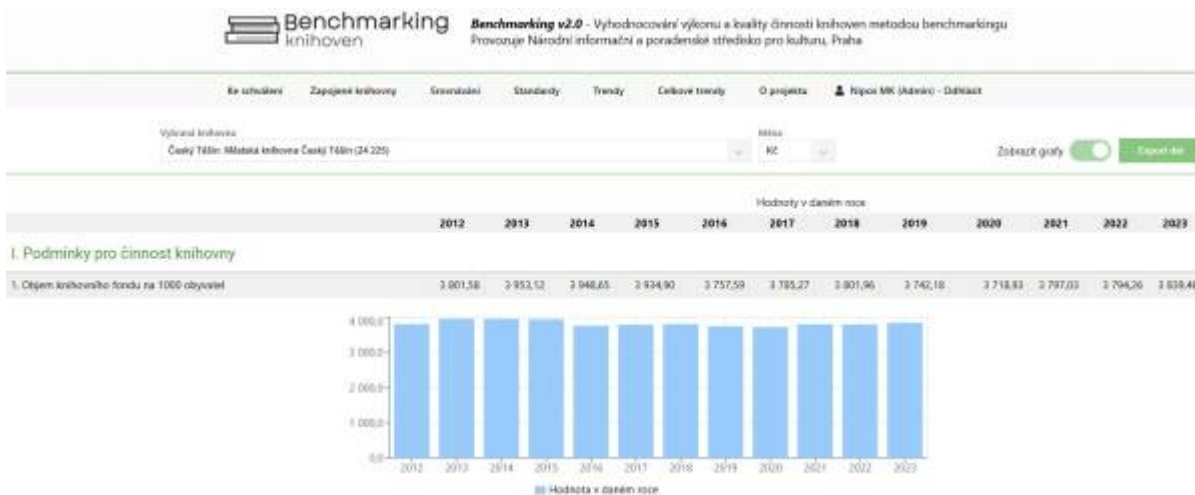 Benchmarking
knihoven
Benchmarking v2.0 - Vyhodnocování výkonu a kvality činnosti knihoven metodou benchmarkingu
Provozuje Národní informační a poradenské středisko pro kulturu, Praha
Ke schválení Zapojené knihovny Srovnávání Standardy Trendy Celkové trendy O projektu Nipos MK (Admin) - Odhlásit
Vybraná knihovna Měna
Český Těšín: Městská knihovna Český Těšín (24 225) Kč Zobrazit grafy Export dat
Hodnoty v daném roce
2012 2013 2014 2015 2016 2017 2018 2019 2020 2021 2022 2023
I. Podmínky pro činnost knihovny
1. Objem knihovního fondu na 1000 obyvatel 3 801,58 3 953,12 3 948,65 3 934,90 3 757,59 3 785,27 3 801,96 3 742,18 3 718,93 3 797,03 3 794,26 3 839,48
4 000,0
3 000,0
2 000,0
1 000,0
0,0
2012 2013 2014 2015 2016 2017 2018 2019 2020 2021 2022 2023
Hodnota v daném roce